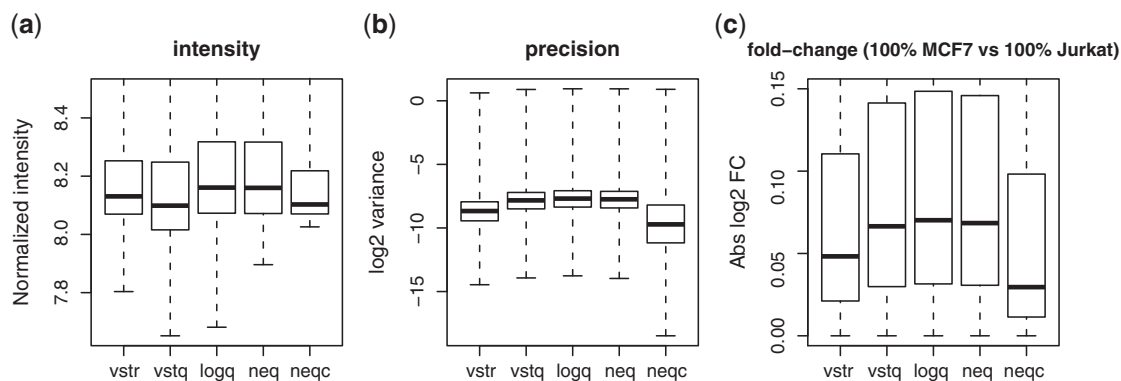 (a)
intensity
Normalized intensity
8.4
8.2
8.0
7.8
vstr vstq logq neq neqc
(b)
precision
log2 variance
0
−5
−10
−15
vstr vstq logq neq neqc
(c)
fold−change (100% MCF7 vs 100% Jurkat)
Abs log2 FC
0.15
0.10
0.05
0.00
vstr vstq logq neq neqc